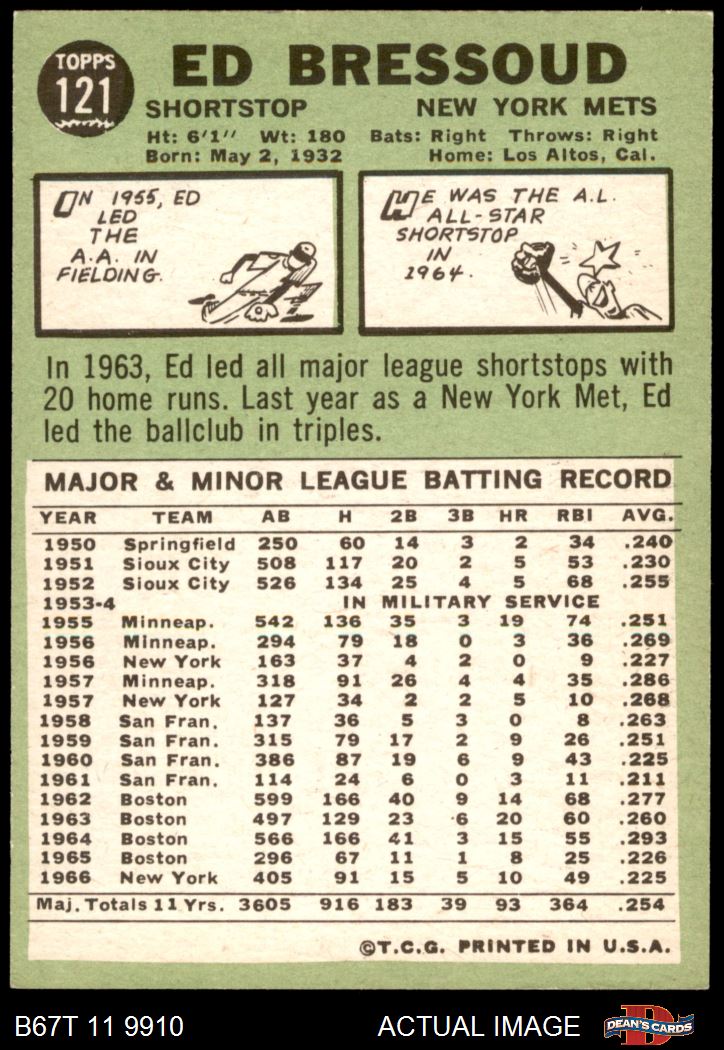 TOPPS
121
ED BRESSOUD
SHORTSTOP NEW YORK METS
Ht: 6'1" Wt: 180 Bats: Right Throws: Right
Born: May 2, 1932 Home: Los Altos, Cal.
ON 1955, ED
LED
THE
A.A. IN
FIELDING.
HE WAS THE A.L.
ALL-STAR
SHORTSTOP
IN
1964.
In 1963, Ed led all major league shortstops with
20 home runs. Last year as a New York Met, Ed
led the ballclub in triples.
MAJOR & MINOR LEAGUE BATTING RECORD
YEAR TEAM AB H 2B 3B HR RBI AVG.
1950 Springfield 250 60 14 3 2 34 .240
1951 Sioux City 508 117 20 2 5 53 .230
1952 Sioux City 526 134 25 4 5 68 .255
1953-4 IN MILITARY SERVICE
1955 Minneap. 542 136 35 3 19 74 .251
1956 Minneap. 294 79 18 0 3 36 .269
1956 New York 163 37 4 2 0 9 .227
1957 Minneap. 318 91 26 4 4 35 .286
1957 New York 127 34 2 2 5 10 .268
1958 San Fran. 137 36 5 3 0 8 .263
1959 San Fran. 315 79 17 2 9 26 .251
1960 San Fran. 386 87 19 6 9 43 .225
1961 San Fran. 114 24 6 0 3 11 .211
1962 Boston 599 166 40 9 14 68 .277
1963 Boston 497 129 23 6 20 60 .260
1964 Boston 566 166 41 3 15 55 .293
1965 Boston 296 67 11 1 8 25 .226
1966 New York 405 91 15 5 10 49 .225
Maj. Totals 11 Yrs. 3605 916 183 39 93 364 .254
©T.C.G. PRINTED IN U.S.A.
B67T 11 9910 ACTUAL IMAGE
D
DEAN'S CARDS